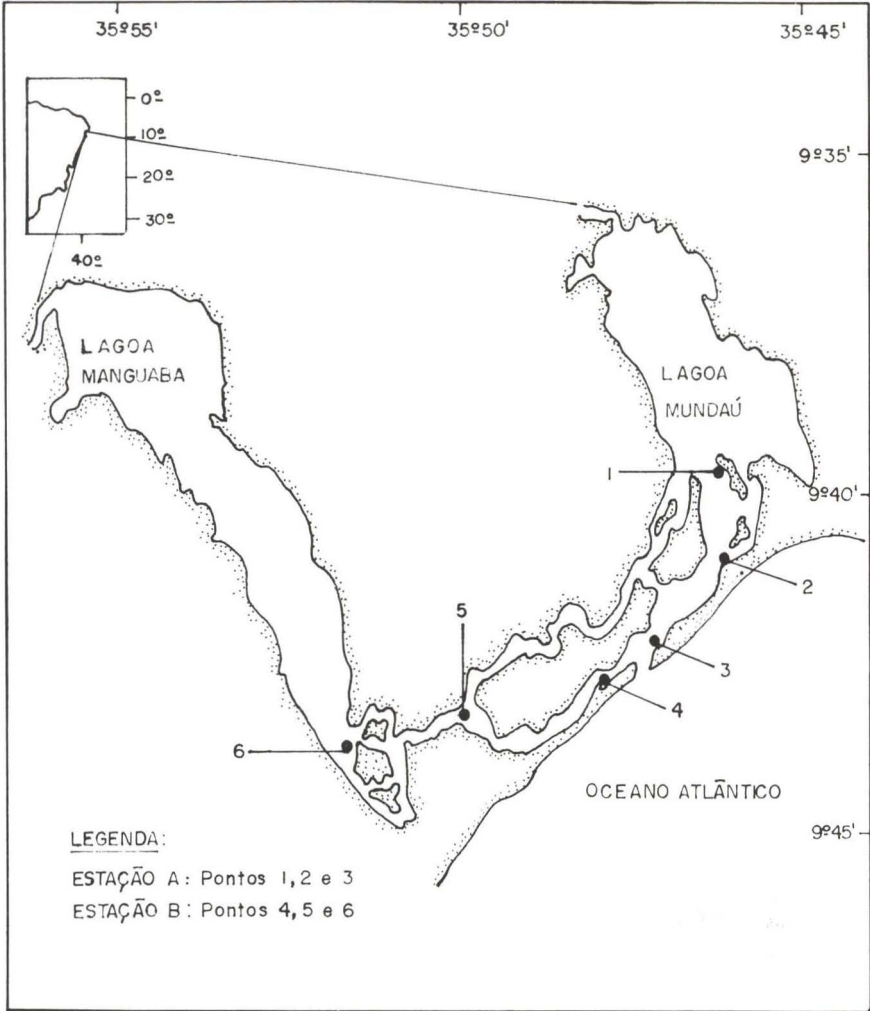 35º55'
35º50'
35º45'
0º
10º
20º
30º
40º
9º35'
LAGOA
MANGUABA
LAGOA
MUNDAÚ
1
9º40'
2
5
3
4
6
OCEANO ATLÂNTICO
9º45'
LEGENDA:
ESTAÇÃO A: Pontos 1,2 e 3
ESTAÇÃO B: Pontos 4,5 e 6